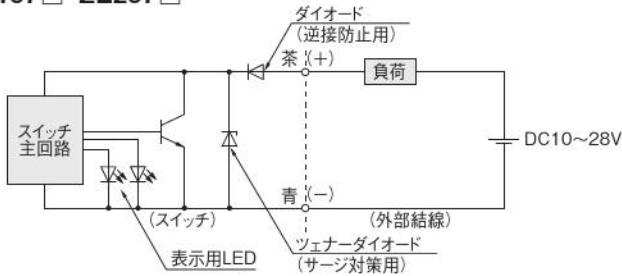 ダイオード
(逆接防止用)
茶 (+)
負荷
スイッチ
主回路
DC10~28V
青 (-)
(スイッチ)
(外部結線)
表示用LED
ツェナーダイオード
(サージ対策用)